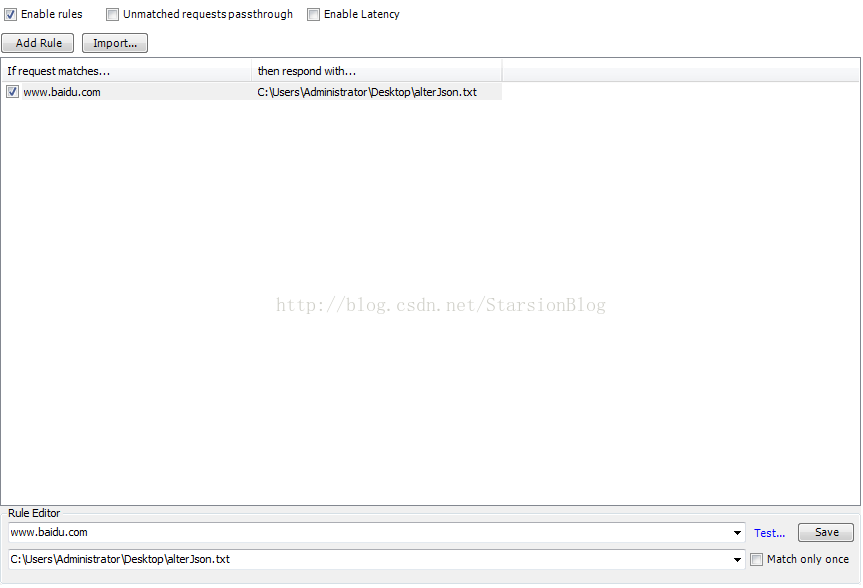 Enable rules Unmatched requests passthrough Enable Latency
Add Rule Import...
If request matches... then respond with...
www.baidu.com C:\Users\Administrator\Desktop\alterJson.txt
http://blog.csdn.net/StarsionBlog
Rule Editor
www.baidu.com Test... Save
C:\Users\Administrator\Desktop\alterJson.txt Match only once